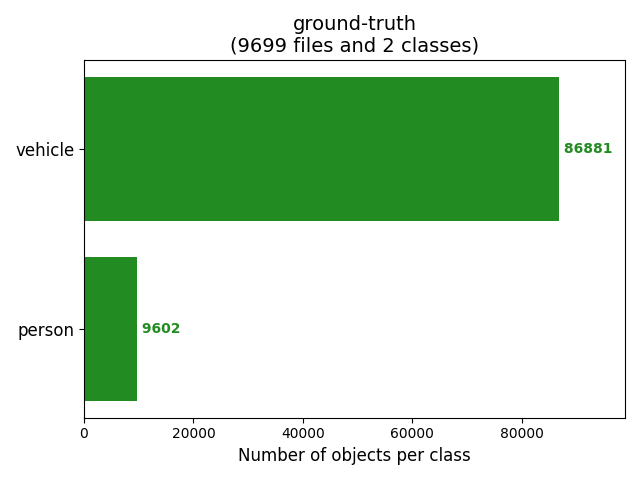 ground-truth
(9699 files and 2 classes)
vehicle
86881
person
9602
0 20000 40000 60000 80000
Number of objects per class